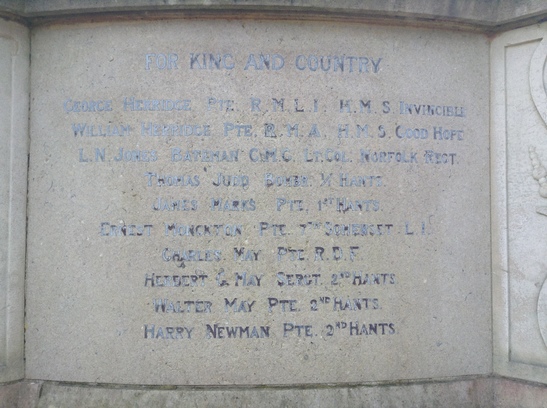 FOR KING AND COUNTRY
GEORGE HERRIDGE PTE. R.M.L.I. H.M.S. INVINCIBLE
WILLIAM HERRIDGE PTE. R.M.A. H.M.S. GOOD HOPE
L.N. JONES BATEMAN C.M.G. LT. COL. NORFOLK REGT.
THOMAS JUDD HANTS.
JAMES MARKS PTE. 1ST HANTS.
ERNEST MONCKTON PTE. 7TH SOMERSET. L.I.
CHARLES MAY PTE. R.D.F.
HERBERT G. MAY SERGT. 2ND HANTS.
WALTER MAY PTE. 2ND HANTS.
HARRY NEWMAN PTE. 2ND HANTS.